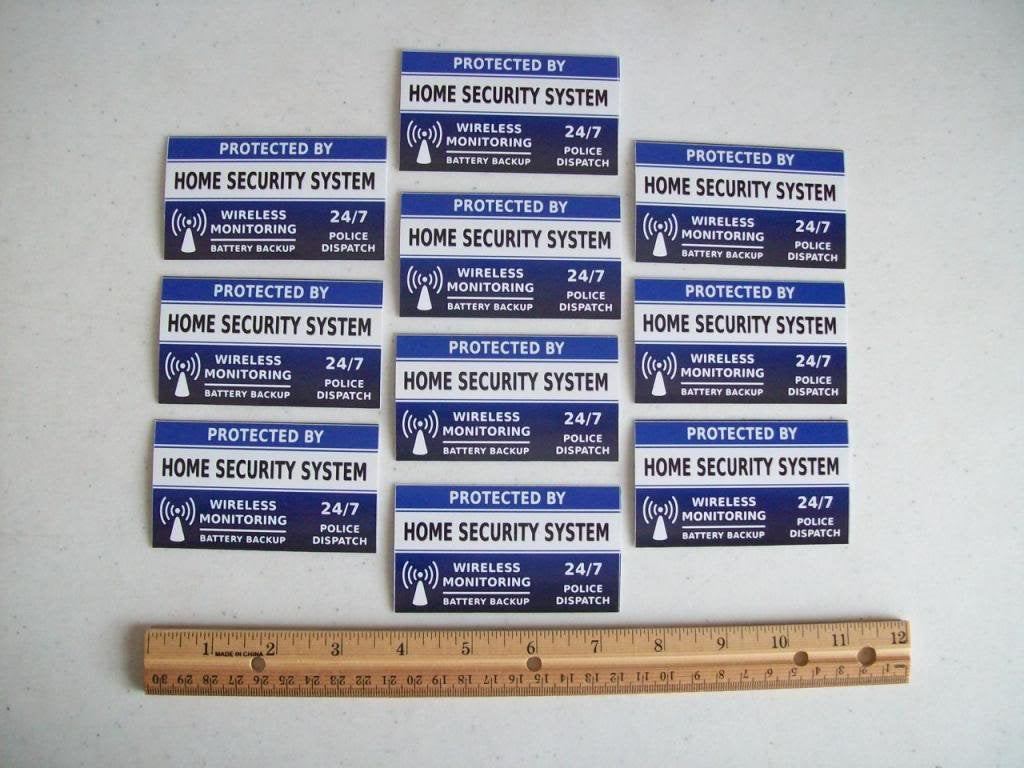 PROTECTED BY
HOME SECURITY SYSTEM
WIRELESS MONITORING
BATTERY BACKUP
24/7
POLICE DISPATCH
PROTECTED BY
HOME SECURITY SYSTEM
WIRELESS MONITORING
BATTERY BACKUP
24/7
POLICE DISPATCH
PROTECTED BY
HOME SECURITY SYSTEM
WIRELESS MONITORING
BATTERY BACKUP
24/7
POLICE DISPATCH
PROTECTED BY
HOME SECURITY SYSTEM
WIRELESS MONITORING
BATTERY BACKUP
24/7
POLICE DISPATCH
PROTECTED BY
HOME SECURITY SYSTEM
WIRELESS MONITORING
BATTERY BACKUP
24/7
POLICE DISPATCH
PROTECTED BY
HOME SECURITY SYSTEM
WIRELESS MONITORING
BATTERY BACKUP
24/7
POLICE DISPATCH
PROTECTED BY
HOME SECURITY SYSTEM
WIRELESS MONITORING
BATTERY BACKUP
24/7
POLICE DISPATCH
PROTECTED BY
HOME SECURITY SYSTEM
WIRELESS MONITORING
BATTERY BACKUP
24/7
POLICE DISPATCH
PROTECTED BY
HOME SECURITY SYSTEM
WIRELESS MONITORING
BATTERY BACKUP
24/7
POLICE DISPATCH
PROTECTED BY
HOME SECURITY SYSTEM
WIRELESS MONITORING
BATTERY BACKUP
24/7
POLICE DISPATCH
1 2 3 4 5 6 7 8 9 10 11 12
MADE IN CHINA